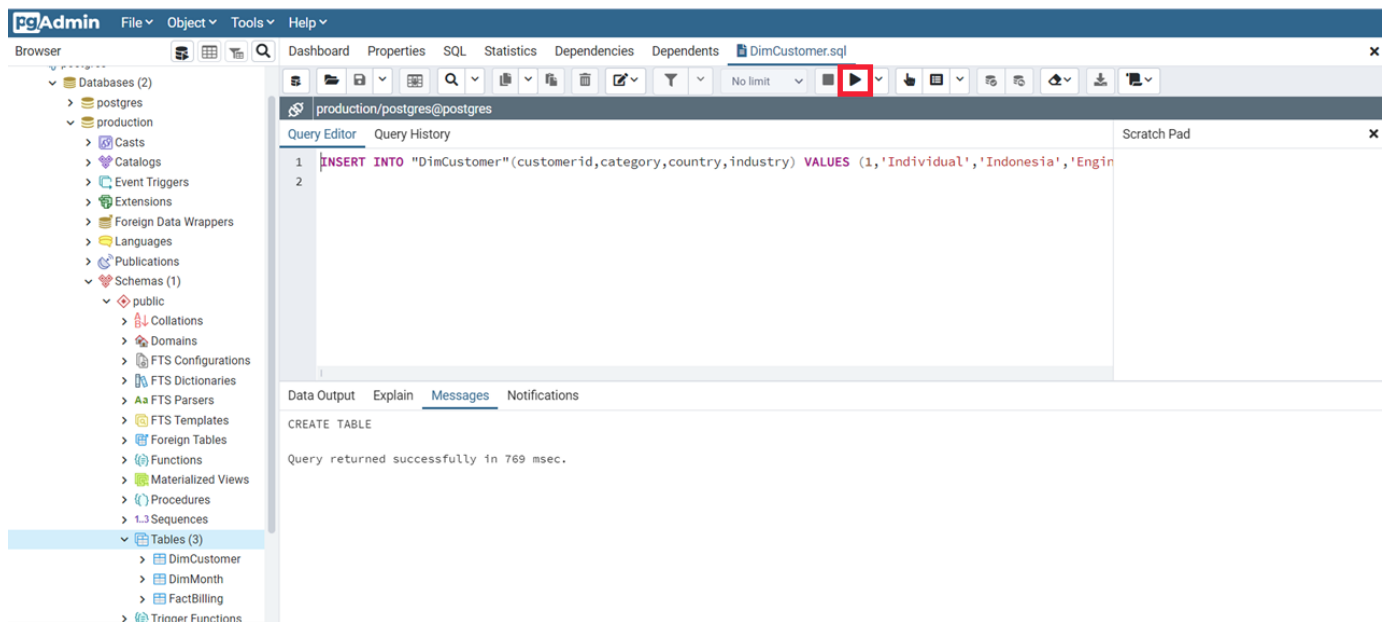 pgAdmin File Object Tools Help
Browser
Dashboard Properties SQL Statistics Dependencies Dependents DimCustomer.sql
No limit
production/postgres@postgres
Query Editor Query History
Scratch Pad
1 INSERT INTO "DimCustomer"(customerid,category,country,industry) VALUES (1,'Individual','Indonesia','Engin
2
Data Output Explain Messages Notifications
CREATE TABLE
Query returned successfully in 769 msec.
Databases (2)
postgres
production
Casts
Catalogs
Event Triggers
Extensions
Foreign Data Wrappers
Languages
Publications
Schemas (1)
public
Collations
Domains
FTS Configurations
FTS Dictionaries
Aa FTS Parsers
FTS Templates
Foreign Tables
Functions
Materialized Views
Procedures
1..3 Sequences
Tables (3)
DimCustomer
DimMonth
FactBilling
Trigger Functions